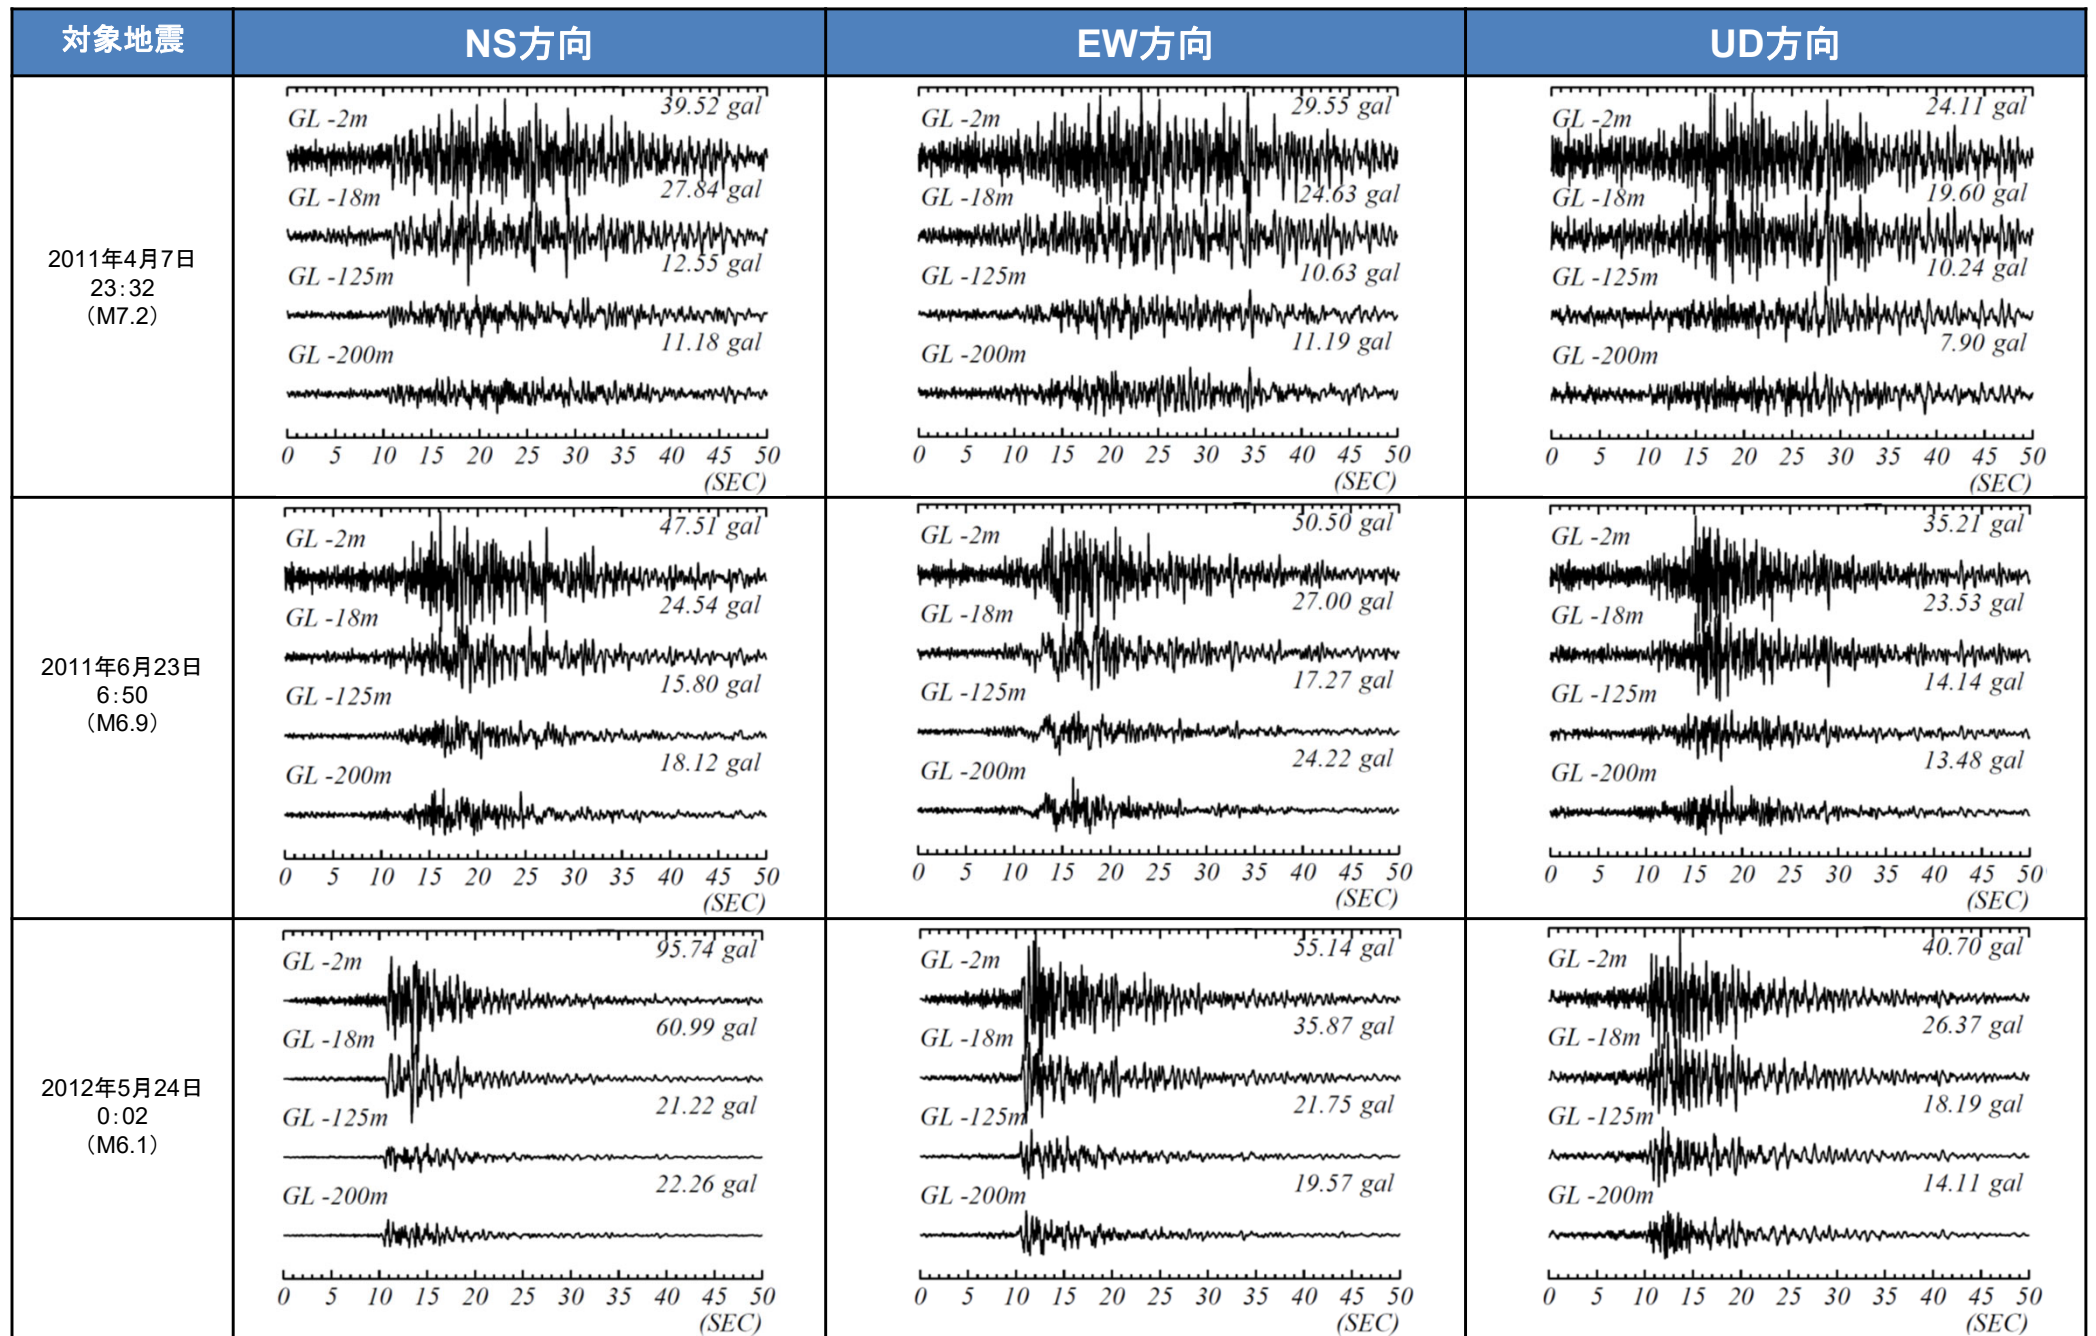 対象地震
NS方向
EW方向
UD方向
2011年4月7日
23:32
(M7.2)
GL -2m
39.52 gal
GL -18m
27.84 gal
GL -125m
12.55 gal
GL -200m
11.18 gal
0 5 10 15 20 25 30 35 40 45 50
(SEC)
GL -2m
29.55 gal
GL -18m
24.63 gal
GL -125m
10.63 gal
GL -200m
11.19 gal
0 5 10 15 20 25 30 35 40 45 50
(SEC)
GL -2m
24.11 gal
GL -18m
19.60 gal
GL -125m
10.24 gal
GL -200m
7.90 gal
0 5 10 15 20 25 30 35 40 45 50
(SEC)
2011年6月23日
6:50
(M6.9)
GL -2m
47.51 gal
GL -18m
24.54 gal
GL -125m
15.80 gal
GL -200m
18.12 gal
0 5 10 15 20 25 30 35 40 45 50
(SEC)
GL -2m
50.50 gal
GL -18m
27.00 gal
GL -125m
17.27 gal
GL -200m
24.22 gal
0 5 10 15 20 25 30 35 40 45 50
(SEC)
GL -2m
35.21 gal
GL -18m
23.53 gal
GL -125m
14.14 gal
GL -200m
13.48 gal
0 5 10 15 20 25 30 35 40 45 50
(SEC)
2012年5月24日
0:02
(M6.1)
GL -2m
95.74 gal
GL -18m
60.99 gal
GL -125m
21.22 gal
GL -200m
22.26 gal
0 5 10 15 20 25 30 35 40 45 50
(SEC)
GL -2m
55.14 gal
GL -18m
35.87 gal
GL -125m
21.75 gal
GL -200m
19.57 gal
0 5 10 15 20 25 30 35 40 45 50
(SEC)
GL -2m
40.70 gal
GL -18m
26.37 gal
GL -125m
18.19 gal
GL -200m
14.11 gal
0 5 10 15 20 25 30 35 40 45 50
(SEC)